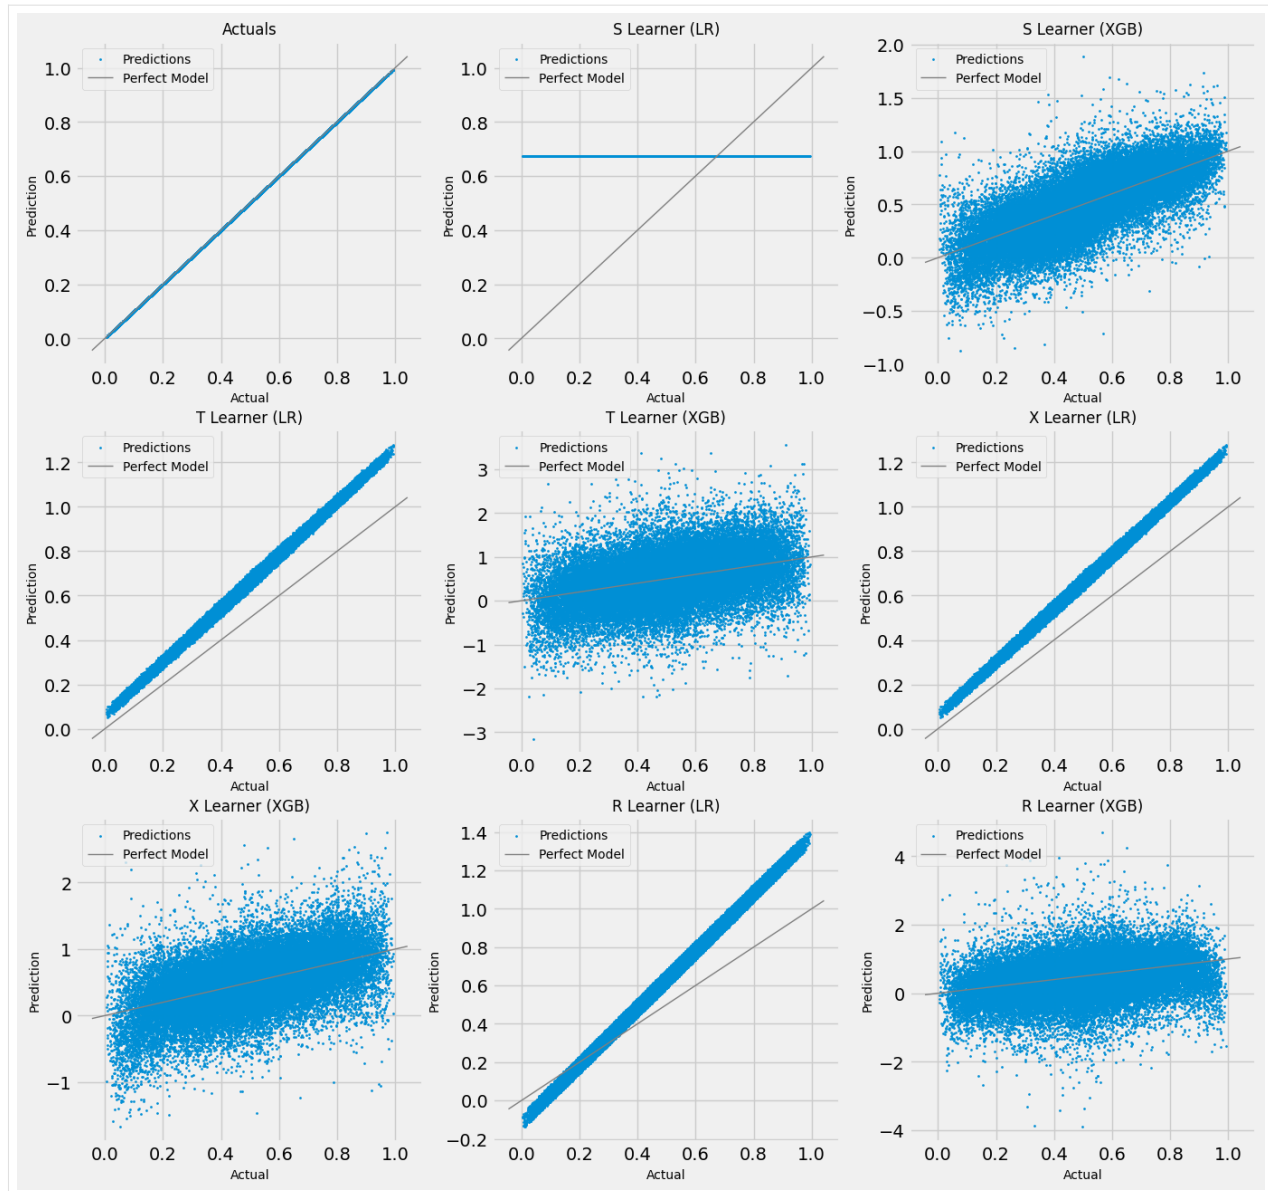 Actuals
Predictions
Perfect Model
1.0
0.8
0.6
0.4
0.2
0.0
Prediction
0.0 0.2 0.4 0.6 0.8 1.0
Actual
S Learner (LR)
Predictions
Perfect Model
1.0
0.8
0.6
0.4
0.2
0.0
Prediction
0.0 0.2 0.4 0.6 0.8 1.0
Actual
S Learner (XGB)
Predictions
Perfect Model
2.0
1.5
1.0
0.5
0.0
−0.5
−1.0
Prediction
0.0 0.2 0.4 0.6 0.8 1.0
Actual
T Learner (LR)
Predictions
Perfect Model
1.2
1.0
0.8
0.6
0.4
0.2
0.0
Prediction
0.0 0.2 0.4 0.6 0.8 1.0
Actual
T Learner (XGB)
Predictions
Perfect Model
3
2
1
0
−1
−2
−3
Prediction
0.0 0.2 0.4 0.6 0.8 1.0
Actual
X Learner (LR)
Predictions
Perfect Model
1.2
1.0
0.8
0.6
0.4
0.2
0.0
Prediction
0.0 0.2 0.4 0.6 0.8 1.0
Actual
X Learner (XGB)
Predictions
Perfect Model
2
1
0
−1
Prediction
0.0 0.2 0.4 0.6 0.8 1.0
Actual
R Learner (LR)
Predictions
Perfect Model
1.4
1.2
1.0
0.8
0.6
0.4
0.2
0.0
−0.2
Prediction
0.0 0.2 0.4 0.6 0.8 1.0
Actual
R Learner (XGB)
Predictions
Perfect Model
4
2
0
−2
−4
Prediction
0.0 0.2 0.4 0.6 0.8 1.0
Actual